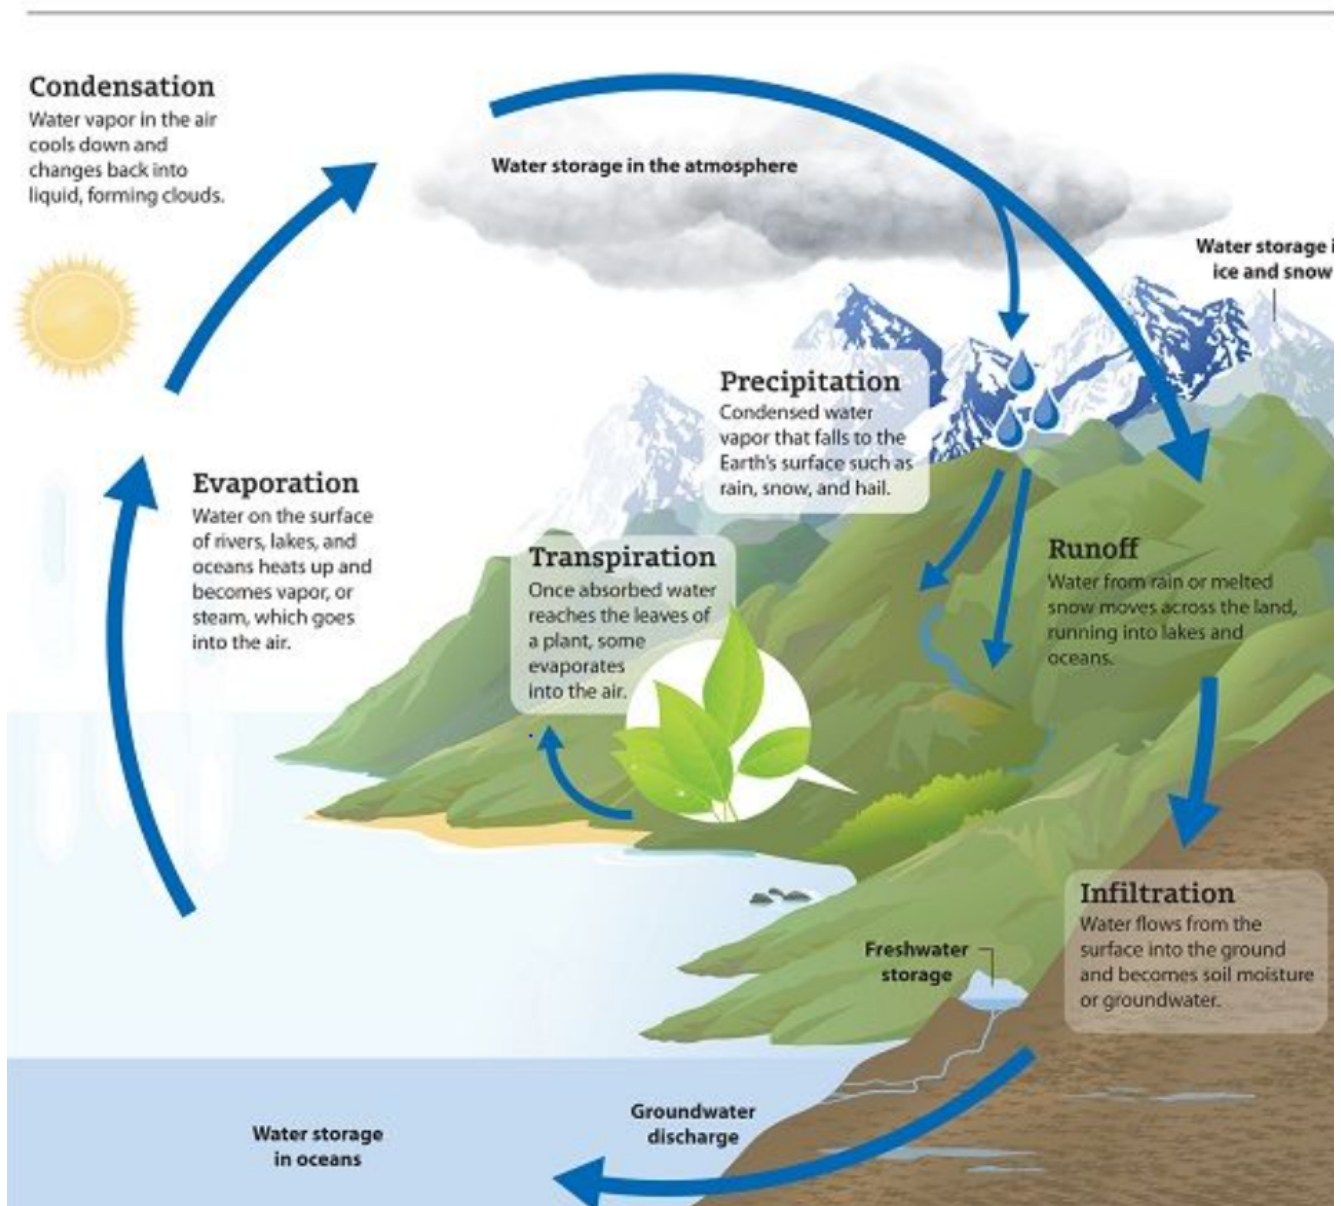 Condensation
Water vapor in the air
cools down and
changes back into
liquid, forming clouds.
Water storage in the atmosphere
Water storage
ice and snow
Precipitation
Condensed water
vapor that falls to the
Earth's surface such as
rain, snow, and hail.
Evaporation
Water on the surface
of rivers, lakes, and
oceans heats up and
becomes vapor, or
steam, which goes
into the air.
Transpiration
Once absorbed water
reaches the leaves of
a plant, some
evaporates
into the air.
Runoff
Water from rain or melted
snow moves across the land,
running into lakes and
oceans.
Infiltration
Water flows from the
surface into the ground
and becomes soil moisture
or groundwater.
Freshwater
storage
Groundwater
discharge
Water storage
in oceans